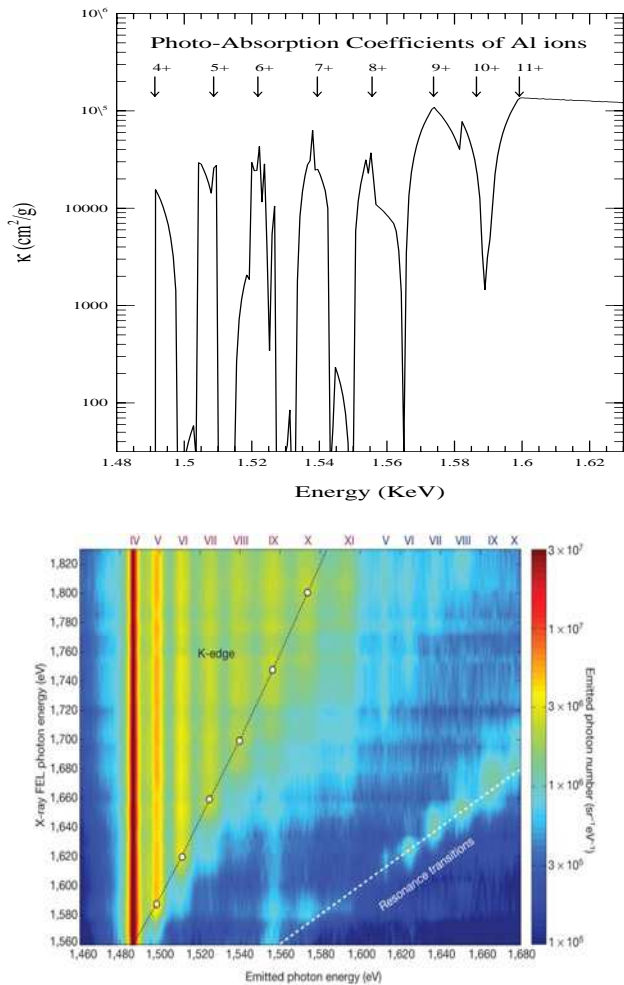 10\6
Photo-Absorption Coefficients of Al ions
4+ 5+ 6+ 7+ 8+ 9+ 10+ 11+
10\5
10000
1000
100
κ (cm²/g)
1.48 1.5 1.52 1.54 1.56 1.58 1.6 1.62
Energy (KeV)
IV V VI VII VIII IX X XI V VI VII VIII IX X
1,820
1,800
1,780
1,760
1,740
1,720
1,700
1,680
1,660
1,640
1,620
1,600
1,580
1,560
X-ray FEL photon energy (eV)
K-edge
Resonance transitions
1,460 1,480 1,500 1,520 1,540 1,560 1,580 1,600 1,620 1,640 1,660 1,680
Emitted photon energy (eV)
3 × 10⁷
1 × 10⁷
3 × 10⁶
1 × 10⁶
3 × 10⁵
1 × 10⁵
Emitted photon number (sr⁻¹ eV⁻¹)